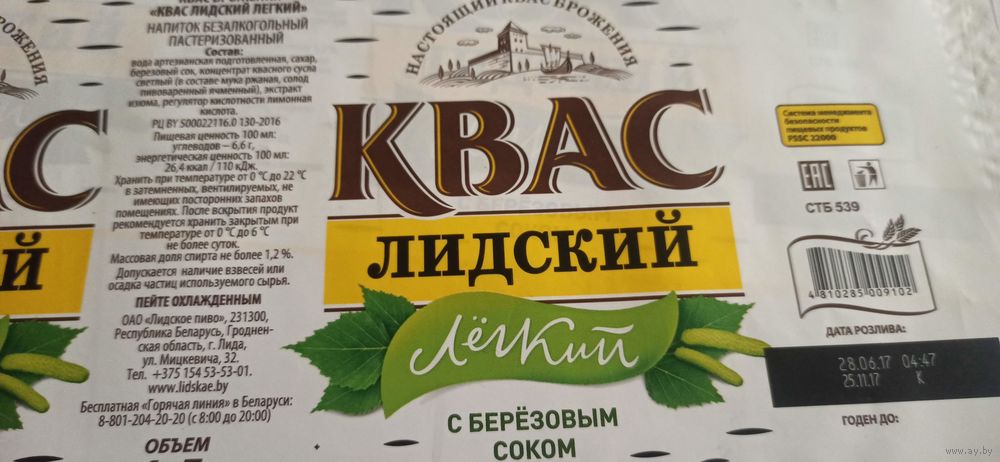 «КВАС ЛИДСКИЙ ЛЕГКИЙ»
НАПИТОК БЕЗАЛКОГОЛЬНЫЙ
ПАСТЕРИЗОВАННЫЙ
Состав:
вода артезианская подготовленная, сахар,
березовый сок, концентрат квасного сусла
светлый (в составе мука ржаная, солод
пивоваренный ячменный), экстракт
изюма, регулятор кислотности лимонная
кислота.
РЦ BY 500022116.0 130-2016
Пищевая ценность 100 мл:
углеводов – 6,6 г,
энергетическая ценность 100 мл:
26,4 ккал / 110 кДж.
Хранить при температуре от 0 °С до 22 °С
в затемненных, вентилируемых, не
имеющих посторонних запахов
помещениях. После вскрытия продукт
рекомендуется хранить закрытым при
температуре от 0 °С до 6 °С
не более суток.
Массовая доля спирта не более 1,2 %.
Допускается наличие взвесей или
осадка частиц используемого сырья.
ПЕЙТЕ ОХЛАЖДЕННЫМ
ОАО «Лидское пиво», 231300,
Республика Беларусь, Гроднен-
ская область, г. Лида,
ул. Мицкевича, 32.
Тел. +375 154 53-53-01.
www.lidskae.by
Бесплатная «Горячая линия» в Беларуси:
8-801-204-20-20 (с 8:00 до 20:00)
ОБЪЕМ
БРОЖЕНИЯ
АС
Й
НАСТОЯЩИЙ КВАС БРОЖЕНИЯ
КВАС
ЛИДСКИЙ
Лёгкий
С БЕРЁЗОВЫМ
СОКОМ
Система менеджмента
безопасности
пищевых продуктов
FSSC 22000
ЕАС
СТБ 539
4 810285 009102
ДАТА РОЗЛИВА:
28.06.17 04:47
25.11.17 К
ГОДЕН ДО:
www.ay.by